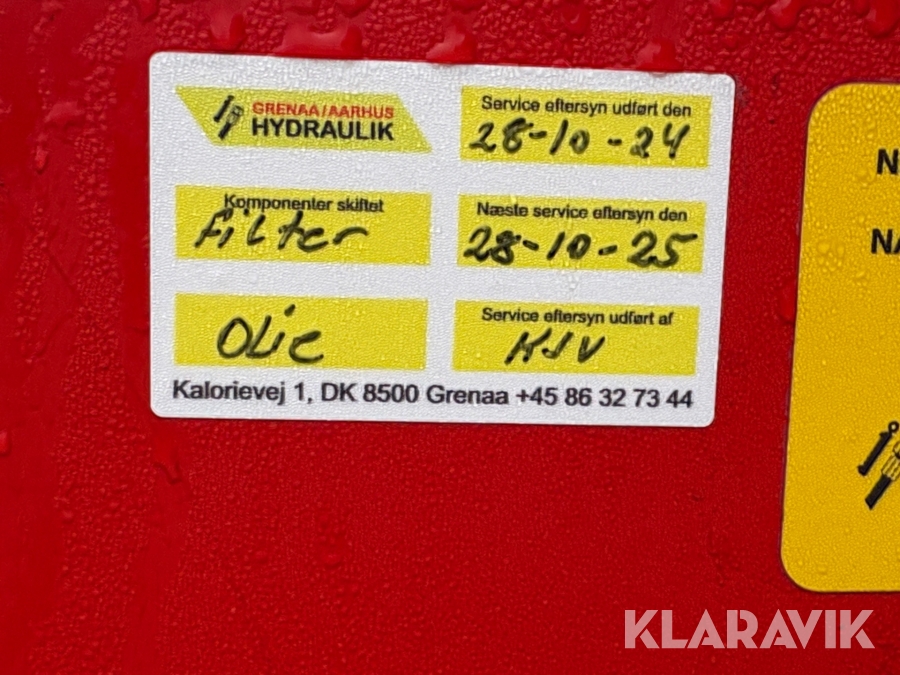 GRENAA/AARHUS
HYDRAULIK
Service eftersyn udført den
28-10-24
Komponenter skiftet
Filter
Næste service eftersyn den
28-10-25
Olie
Service eftersyn udført af
KJV
Kalorievej 1, DK 8500 Grenaa +45 86 32 73 44
KLARAVIK